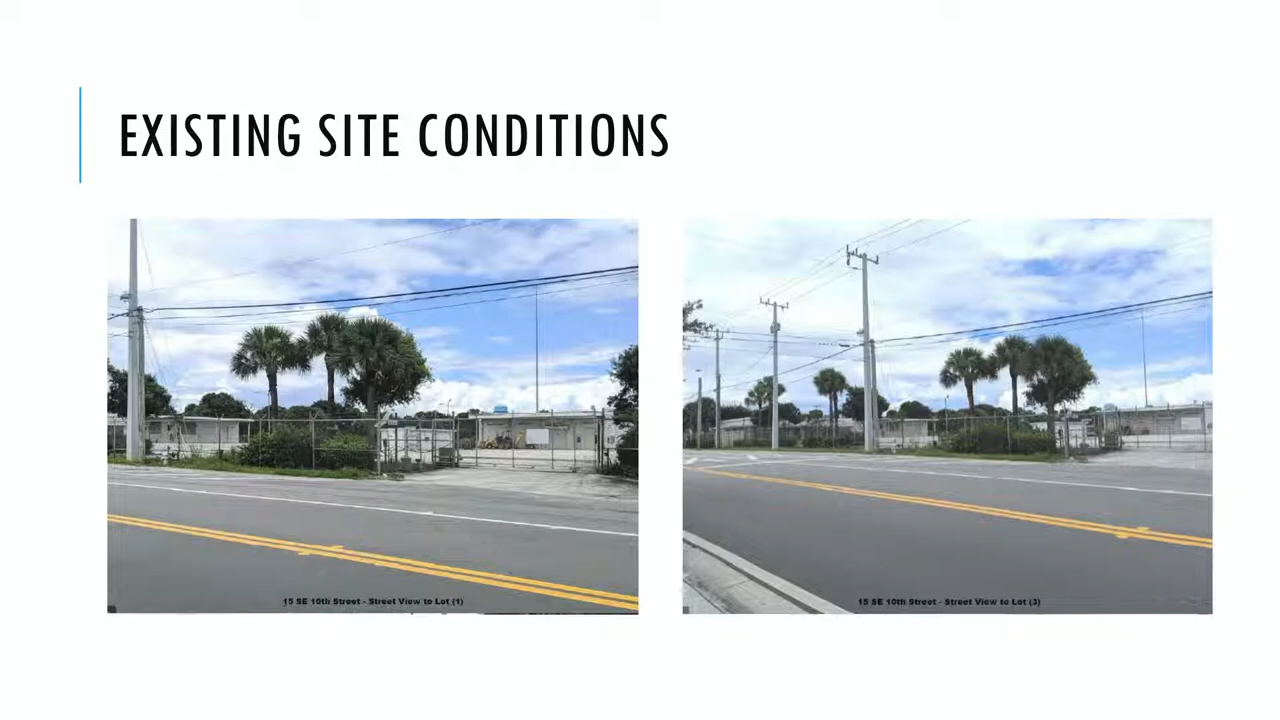 EXISTING SITE CONDITIONS
15 SE 10th Street - Street View to Lot (1)
15 SE 10th Street - Street View to Lot (3)